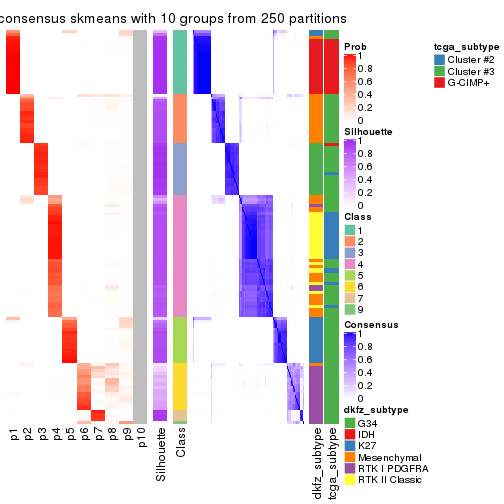 consensus skmeans with 10 groups from 250 partitions
p1
p2
p3
p4
p5
p6
p7
p8
p9
p10
Silhouette
Class
dkfz_subtype
tcga_subtype
Prob
1
0.8
0.6
0.4
0.2
0
Silhouette
1
0.8
0.6
0.4
0.2
0
Class
1
2
3
4
5
6
7
9
Consensus
1
0.8
0.6
0.4
0.2
0
dkfz_subtype
G34
IDH
K27
Mesenchymal
RTK I PDGFRA
RTK II Classic
tcga_subtype
Cluster #2
Cluster #3
G-CIMP+